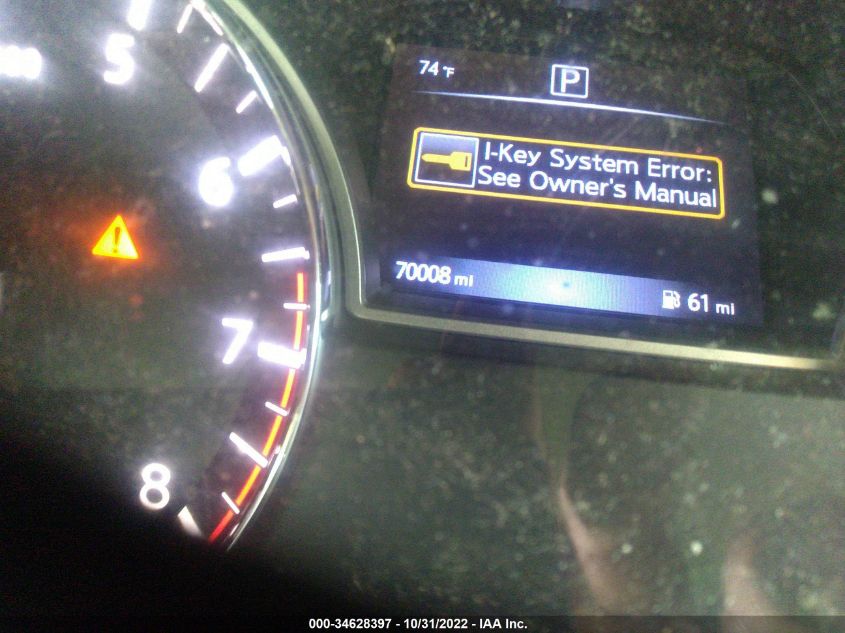 5
6
7
8
74°F
P
I-Key System Error:
See Owner's Manual
70008 mi
61 mi
000-34628397 - 10/31/2022 - IAA Inc.